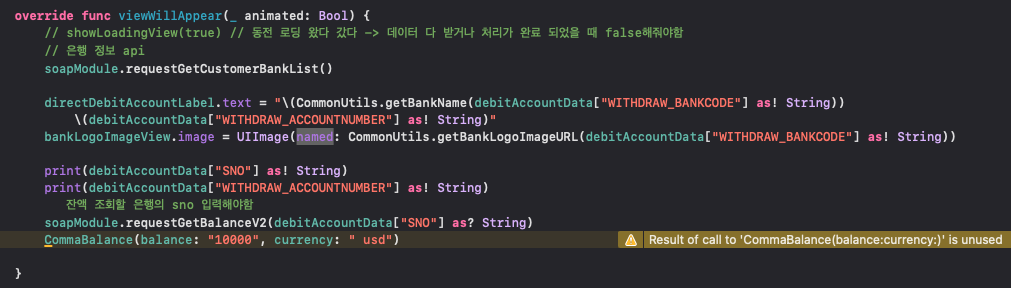 override func viewWillAppear(_ animated: Bool) {
// showLoadingView(true) // 동전 로딩 왔다 갔다 -> 데이터 다 받거나 처리가 완료 되었을 때 false해줘야함
// 은행 정보 api
soapModule.requestGetCustomerBankList()
directDebitAccountLabel.text = "\(CommonUtils.getBankName(debitAccountData["WITHDRAW_BANKCODE"] as! String))
\(debitAccountData["WITHDRAW_ACCOUNTNUMBER"] as! String)"
bankLogoImageView.image = UIImage(named: CommonUtils.getBankLogoImageURL(debitAccountData["WITHDRAW_BANKCODE"] as! String))
print(debitAccountData["SNO"] as! String)
print(debitAccountData["WITHDRAW_ACCOUNTNUMBER"] as! String)
잔액 조회할 은행의 sno 입력해야함
soapModule.requestGetBalanceV2(debitAccountData["SNO"] as? String)
CommaBalance(balance: "10000", currency: " usd") Result of call to 'CommaBalance(balance:currency:)' is unused
}